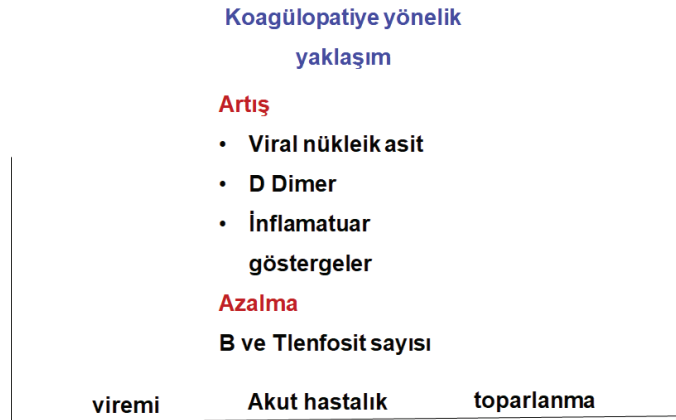 Koagülopatiye yönelik
yaklaşım
Artış
• Viral nükleik asit
• D Dimer
• İnflamatuar
göstergeler
Azalma
B ve Tlenfosit sayısı
viremi Akut hastalık toparlanma